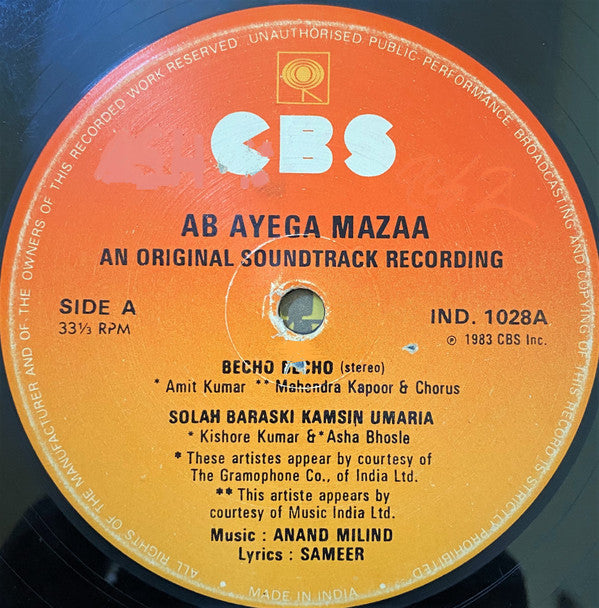 ALL RIGHTS OF THE MANUFACTURER AND OF THE OWNERS OF THIS RECORDED WORK RESERVED. UNAUTHORISED PUBLIC PERFORMANCE, BROADCASTING AND COPYING OF THIS RECORD IS STRICTLY PROHIBITED
CBS
AB AYEGA MAZAA
AN ORIGINAL SOUNDTRACK RECORDING
SIDE A
33⅓ RPM
IND. 1028A
℗ 1983 CBS Inc.
BECHO BECHO (stereo)
* Amit Kumar ** Mahendra Kapoor & Chorus
SOLAH BARASKI KAMSIN UMARIA
* Kishore Kumar & *Asha Bhosle
* These artistes appear by courtesy of
The Gramophone Co., of India Ltd.
** This artiste appears by
courtesy of Music India Ltd.
Music : ANAND MILIND
Lyrics : SAMEER
MADE IN INDIA